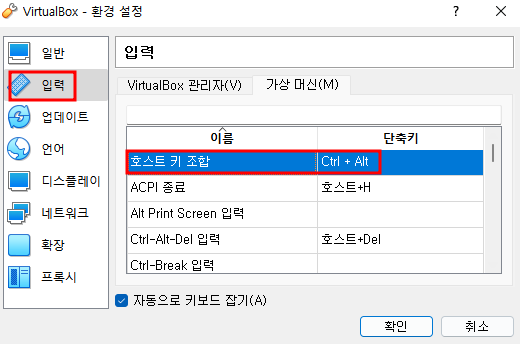 VirtualBox - 환경 설정
일반
입력
업데이트
언어
디스플레이
네트워크
확장
프록시
입력
VirtualBox 관리자(V)
가상 머신(M)
이름 단축키
호스트 키 조합 Ctrl + Alt
ACPI 종료 호스트+H
Alt Print Screen 입력
Ctrl-Alt-Del 입력 호스트+Del
Ctrl-Break 입력
자동으로 키보드 잡기(A)
확인 취소